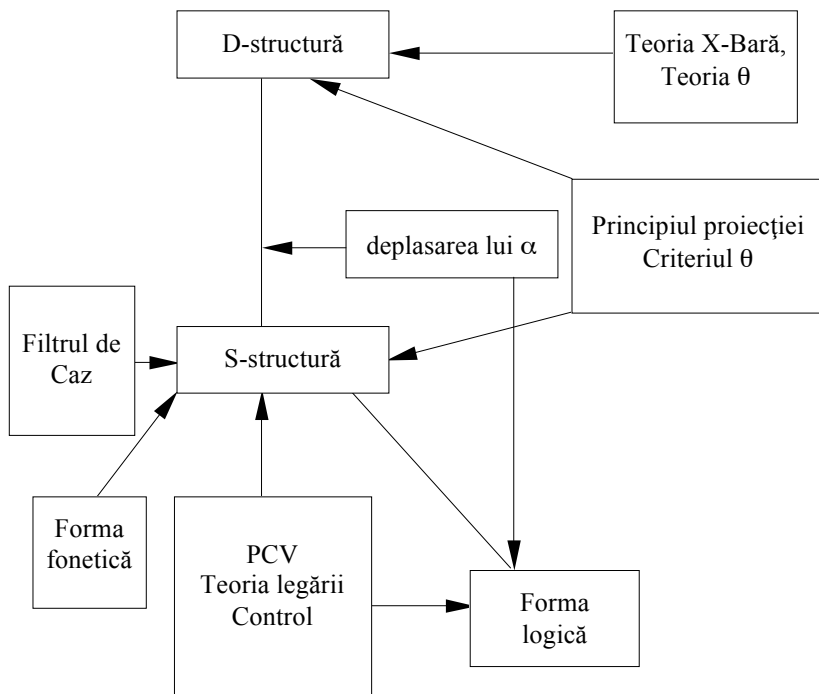 D-structură
Teoria X-Bară,
Teoria θ
Principiul proiecţiei
Criteriul θ
deplasarea lui α
Filtrul de
Caz
S-structură
Forma
fonetică
PCV
Teoria legării
Control
Forma
logică